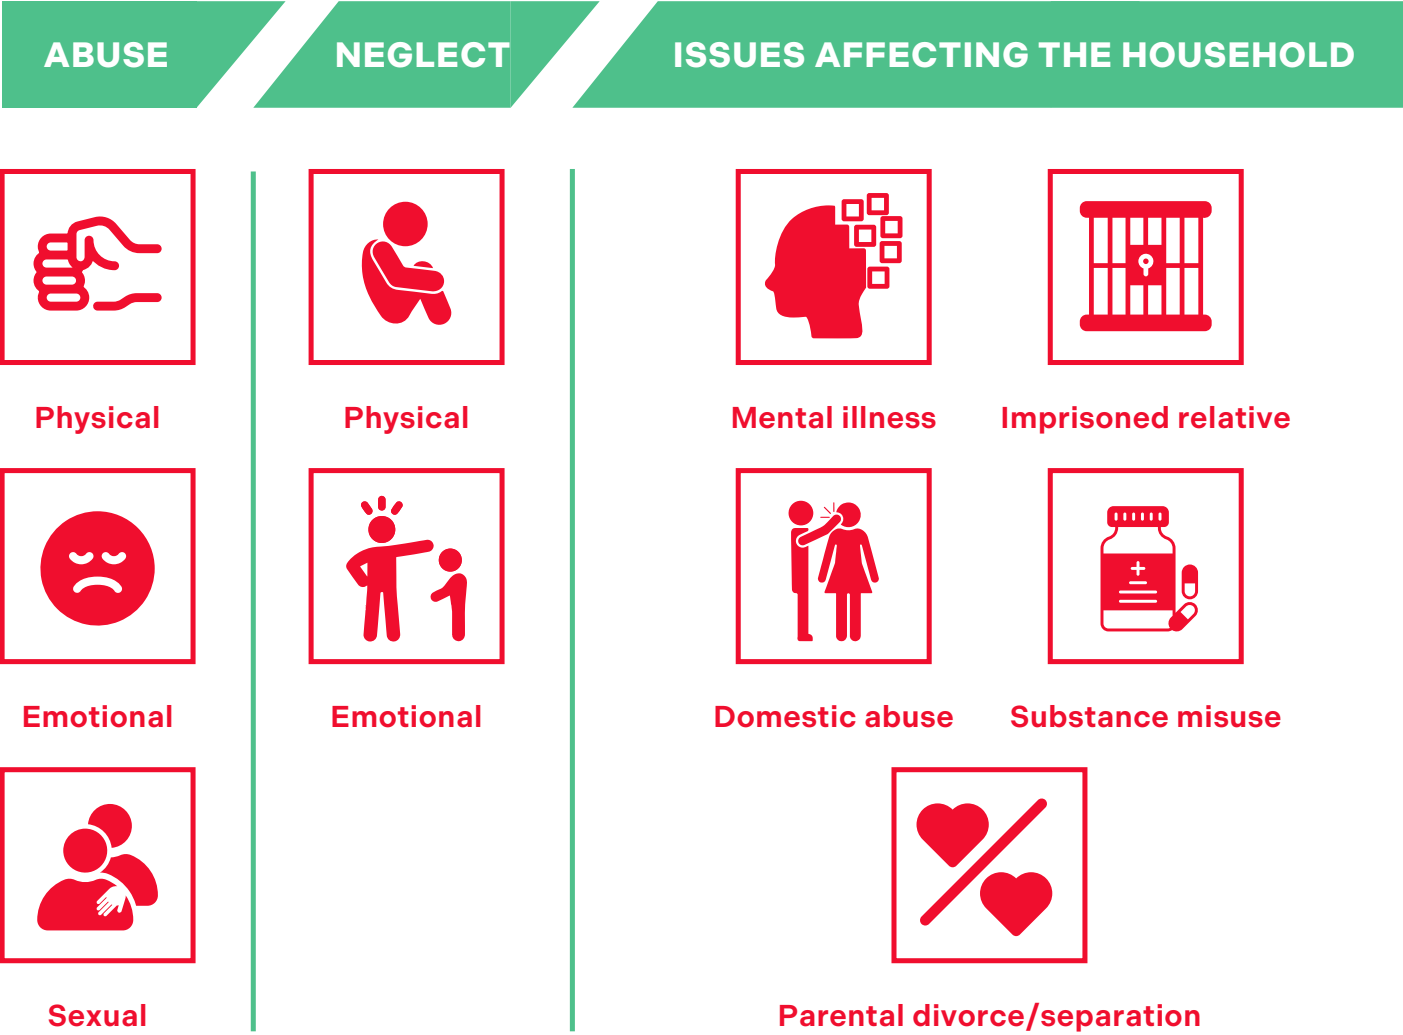 ABUSE
NEGLECT
ISSUES AFFECTING THE HOUSEHOLD
Physical
Physical
Mental illness
Imprisoned relative
Emotional
Emotional
Domestic abuse
Substance misuse
Sexual
Parental divorce/separation